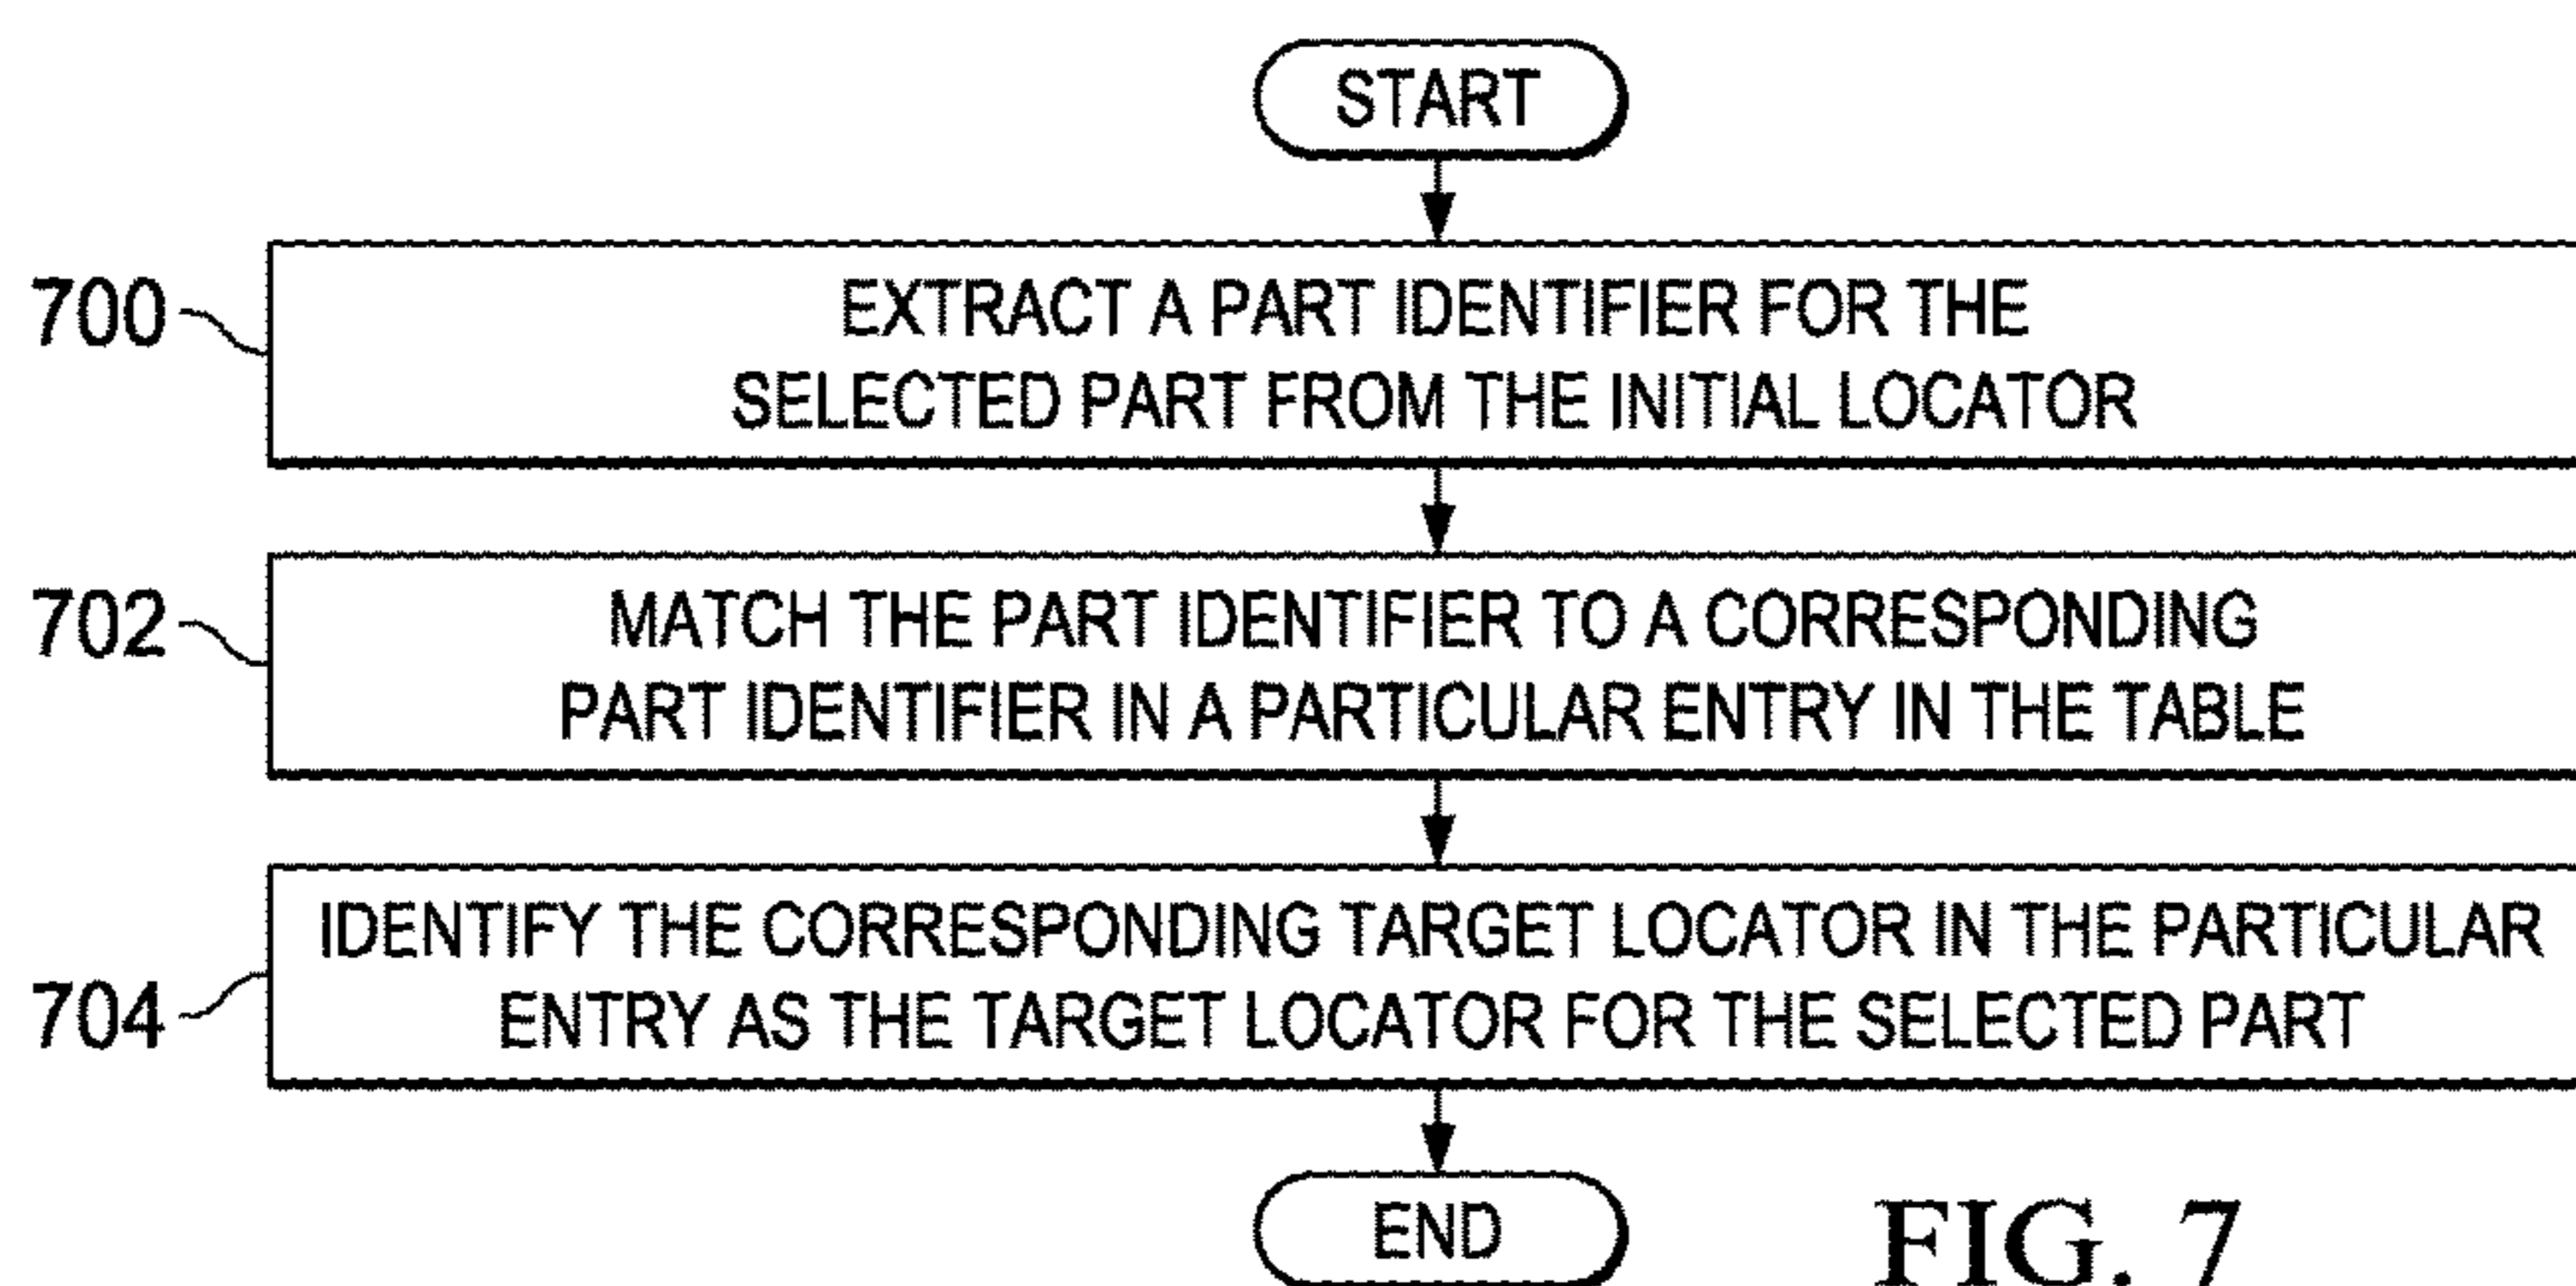 START
700
EXTRACT A PART IDENTIFIER FOR THE
SELECTED PART FROM THE INITIAL LOCATOR
702
MATCH THE PART IDENTIFIER TO A CORRESPONDING
PART IDENTIFIER IN A PARTICULAR ENTRY IN THE TABLE
704
IDENTIFY THE CORRESPONDING TARGET LOCATOR IN THE PARTICULAR
ENTRY AS THE TARGET LOCATOR FOR THE SELECTED PART
END
FIG. 7